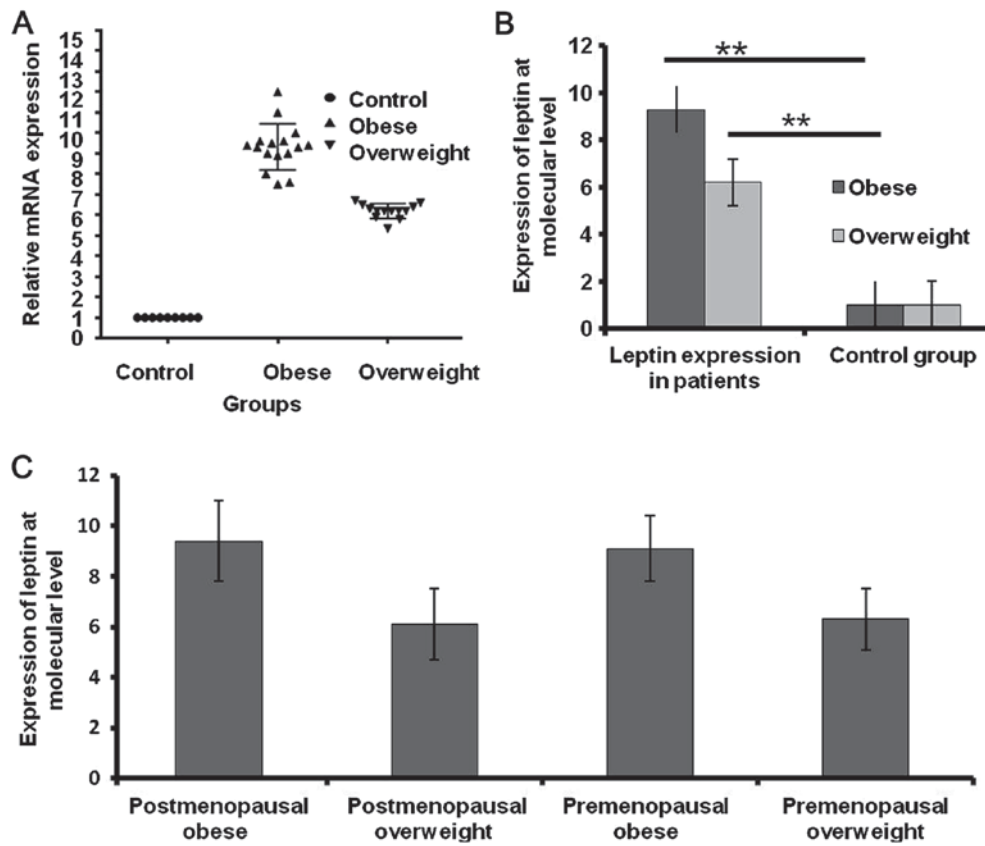 A
Relative mRNA expression
15
14
13
12
11
10
9
8
7
6
5
4
3
2
1
0
Control
Obese
Overweight
Control
Obese
Overweight
Groups
B
Expression of leptin at
molecular level
12
10
8
6
4
2
0
**
**
Obese
Overweight
Leptin expression
in patients
Control group
C
Expression of leptin at
molecular level
12
10
8
6
4
2
0
Postmenopausal
obese
Postmenopausal
overweight
Premenopausal
obese
Premenopausal
overweight